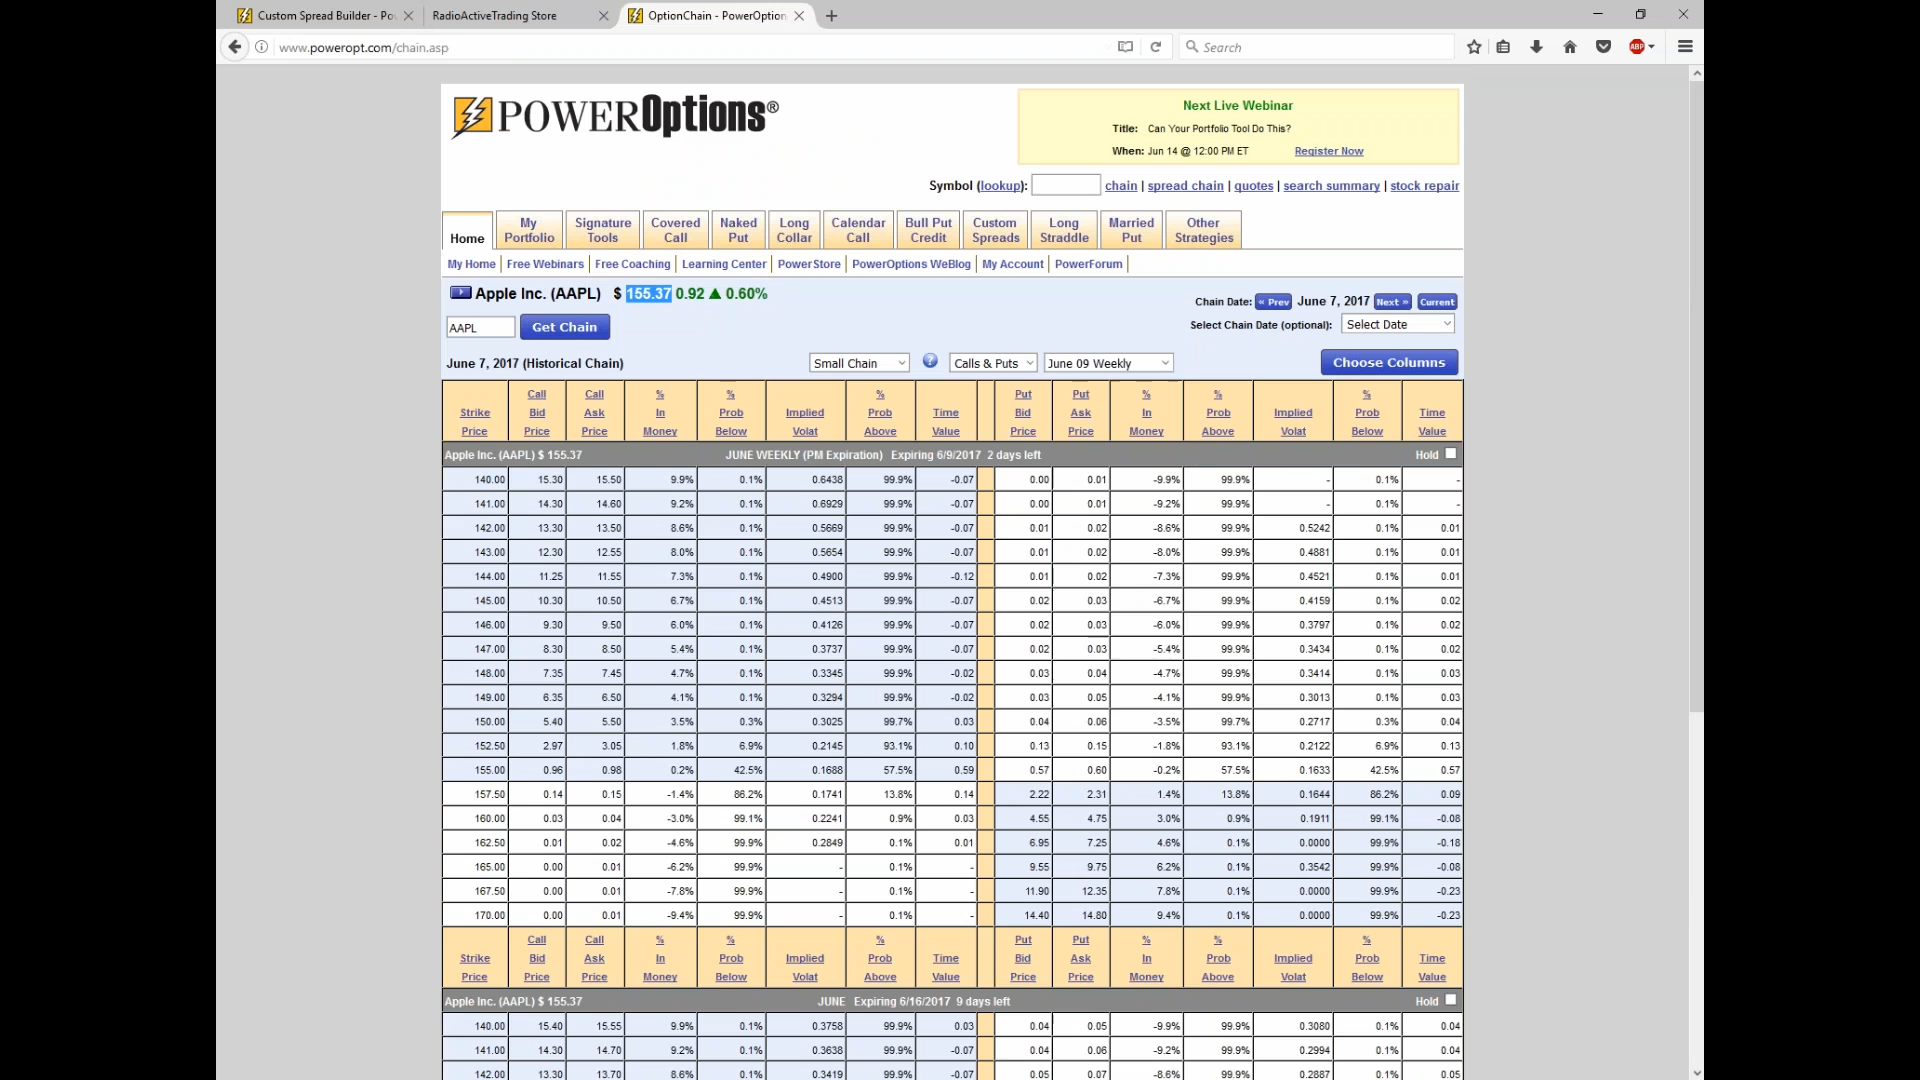 Custom Spread Builder - Po
RadioActiveTrading Store
OptionChain - PowerOption
www.poweropt.com/chain.asp
Search
ABP
POWEROptions®
Next Live Webinar
Title: Can Your Portfolio Tool Do This?
When: Jun 14 @ 12:00 PM ET Register Now
Symbol (lookup): chain | spread chain | quotes | search summary | stock repair
Home
My Portfolio
Signature Tools
Covered Call
Naked Put
Long Collar
Calendar Call
Bull Put Credit
Custom Spreads
Long Straddle
Married Put
Other Strategies
My Home | Free Webinars | Free Coaching | Learning Center | PowerStore | PowerOptions WeBlog | My Account | PowerForum |
Apple Inc. (AAPL) $ 155.37 0.92 ▲ 0.60%
Chain Date: « Prev June 7, 2017 Next » Current
AAPL Get Chain
Select Chain Date (optional): Select Date
June 7, 2017 (Historical Chain) Small Chain ? Calls & Puts June 09 Weekly Choose Columns
Strike Price Call Bid Price Call Ask Price % In Money % Prob Below Implied Volat % Prob Above Time Value Put Bid Price Put Ask Price % In Money % Prob Above Implied Volat % Prob Below Time Value
Apple Inc. (AAPL) $ 155.37 JUNE WEEKLY (PM Expiration) Expiring 6/9/2017 2 days left Hold
140.00 15.30 15.50 9.9% 0.1% 0.6438 99.9% -0.07 0.00 0.01 -9.9% 99.9% - 0.1% -
141.00 14.30 14.60 9.2% 0.1% 0.6929 99.9% -0.07 0.00 0.01 -9.2% 99.9% - 0.1% -
142.00 13.30 13.50 8.6% 0.1% 0.5669 99.9% -0.07 0.01 0.02 -8.6% 99.9% 0.5242 0.1% 0.01
143.00 12.30 12.55 8.0% 0.1% 0.5654 99.9% -0.07 0.01 0.02 -8.0% 99.9% 0.4881 0.1% 0.01
144.00 11.25 11.55 7.3% 0.1% 0.4900 99.9% -0.12 0.01 0.02 -7.3% 99.9% 0.4521 0.1% 0.01
145.00 10.30 10.50 6.7% 0.1% 0.4513 99.9% -0.07 0.02 0.03 -6.7% 99.9% 0.4159 0.1% 0.02
146.00 9.30 9.50 6.0% 0.1% 0.4126 99.9% -0.07 0.02 0.03 -6.0% 99.9% 0.3797 0.1% 0.02
147.00 8.30 8.50 5.4% 0.1% 0.3737 99.9% -0.07 0.02 0.03 -5.4% 99.9% 0.3434 0.1% 0.02
148.00 7.35 7.45 4.7% 0.1% 0.3345 99.9% -0.02 0.03 0.04 -4.7% 99.9% 0.3414 0.1% 0.03
149.00 6.35 6.50 4.1% 0.1% 0.3294 99.9% -0.02 0.03 0.05 -4.1% 99.9% 0.3013 0.1% 0.03
150.00 5.40 5.50 3.5% 0.3% 0.3025 99.7% 0.03 0.04 0.06 -3.5% 99.7% 0.2717 0.3% 0.04
152.50 2.97 3.05 1.8% 6.9% 0.2145 93.1% 0.10 0.13 0.15 -1.8% 93.1% 0.2122 6.9% 0.13
155.00 0.96 0.98 0.2% 42.5% 0.1688 57.5% 0.59 0.57 0.60 -0.2% 57.5% 0.1633 42.5% 0.57
157.50 0.14 0.15 -1.4% 86.2% 0.1741 13.8% 0.14 2.22 2.31 1.4% 13.8% 0.1644 86.2% 0.09
160.00 0.03 0.04 -3.0% 99.1% 0.2241 0.9% 0.03 4.55 4.75 3.0% 0.9% 0.1911 99.1% -0.08
162.50 0.01 0.02 -4.6% 99.9% 0.2849 0.1% 0.01 6.95 7.25 4.6% 0.1% 0.0000 99.9% -0.18
165.00 0.00 0.01 -6.2% 99.9% - 0.1% - 9.55 9.75 6.2% 0.1% 0.3542 99.9% -0.08
167.50 0.00 0.01 -7.8% 99.9% - 0.1% - 11.90 12.35 7.8% 0.1% 0.0000 99.9% -0.23
170.00 0.00 0.01 -9.4% 99.9% - 0.1% - 14.40 14.80 9.4% 0.1% 0.0000 99.9% -0.23
Strike Price Call Bid Price Call Ask Price % In Money % Prob Below Implied Volat % Prob Above Time Value Put Bid Price Put Ask Price % In Money % Prob Above Implied Volat % Prob Below Time Value
Apple Inc. (AAPL) $ 155.37 JUNE Expiring 6/16/2017 9 days left Hold
140.00 15.40 15.55 9.9% 0.1% 0.3758 99.9% 0.03 0.04 0.05 -9.9% 99.9% 0.3080 0.1% 0.04
141.00 14.30 14.70 9.2% 0.1% 0.3638 99.9% -0.07 0.04 0.06 -9.2% 99.9% 0.2994 0.1% 0.04
142.00 13.30 13.70 8.6% 0.1% 0.3419 99.9% -0.07 0.05 0.07 -8.6% 99.9% 0.2887 0.1% 0.05